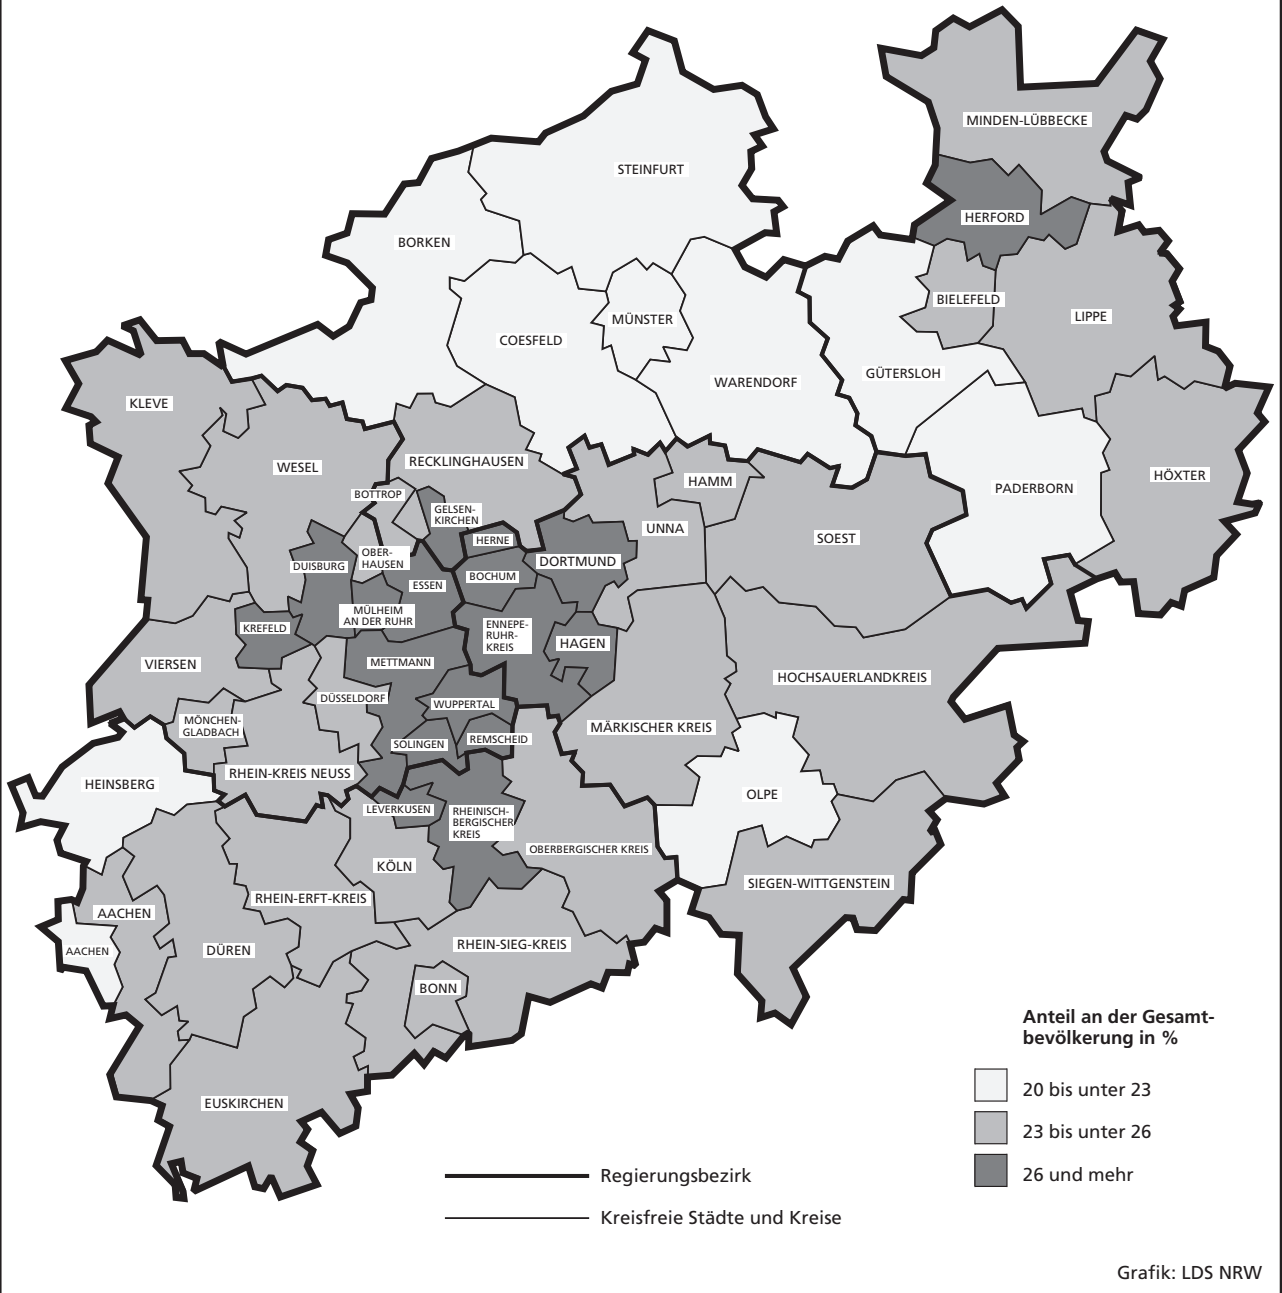 MINDEN-LÜBBECKE
STEINFURT
HERFORD
BORKEN
BIELEFELD
LIPPE
MÜNSTER
COESFELD
GÜTERSLOH
WARENDORF
KLEVE
RECKLINGHAUSEN
WESEL
HÖXTER
HAMM
PADERBORN
BOTTROP
GELSEN-
KIRCHEN
UNNA
SOEST
HERNE
OBER-
HAUSEN
DORTMUND
DUISBURG
BOCHUM
ESSEN
MÜLHEIM
AN DER RUHR
KREFELD
ENNEPE-
RUHR-
KREIS
HAGEN
VIERSEN
METTMANN
HOCHSAUERLANDKREIS
DÜSSELDORF
WUPPERTAL
MÖNCHEN-
GLADBACH
MÄRKISCHER KREIS
SOLINGEN
REMSCHEID
RHEIN-KREIS NEUSS
HEINSBERG
OLPE
LEVERKUSEN
RHEINISCH-
BERGISCHER
KREIS
OBERBERGISCHER KREIS
KÖLN
SIEGEN-WITTGENSTEIN
RHEIN-ERFT-KREIS
AACHEN
RHEIN-SIEG-KREIS
AACHEN
DÜREN
BONN
EUSKIRCHEN
Anteil an der Gesamt-
bevölkerung in %
20 bis unter 23
23 bis unter 26
26 und mehr
Regierungsbezirk
Kreisfreie Städte und Kreise
Grafik: LDS NRW